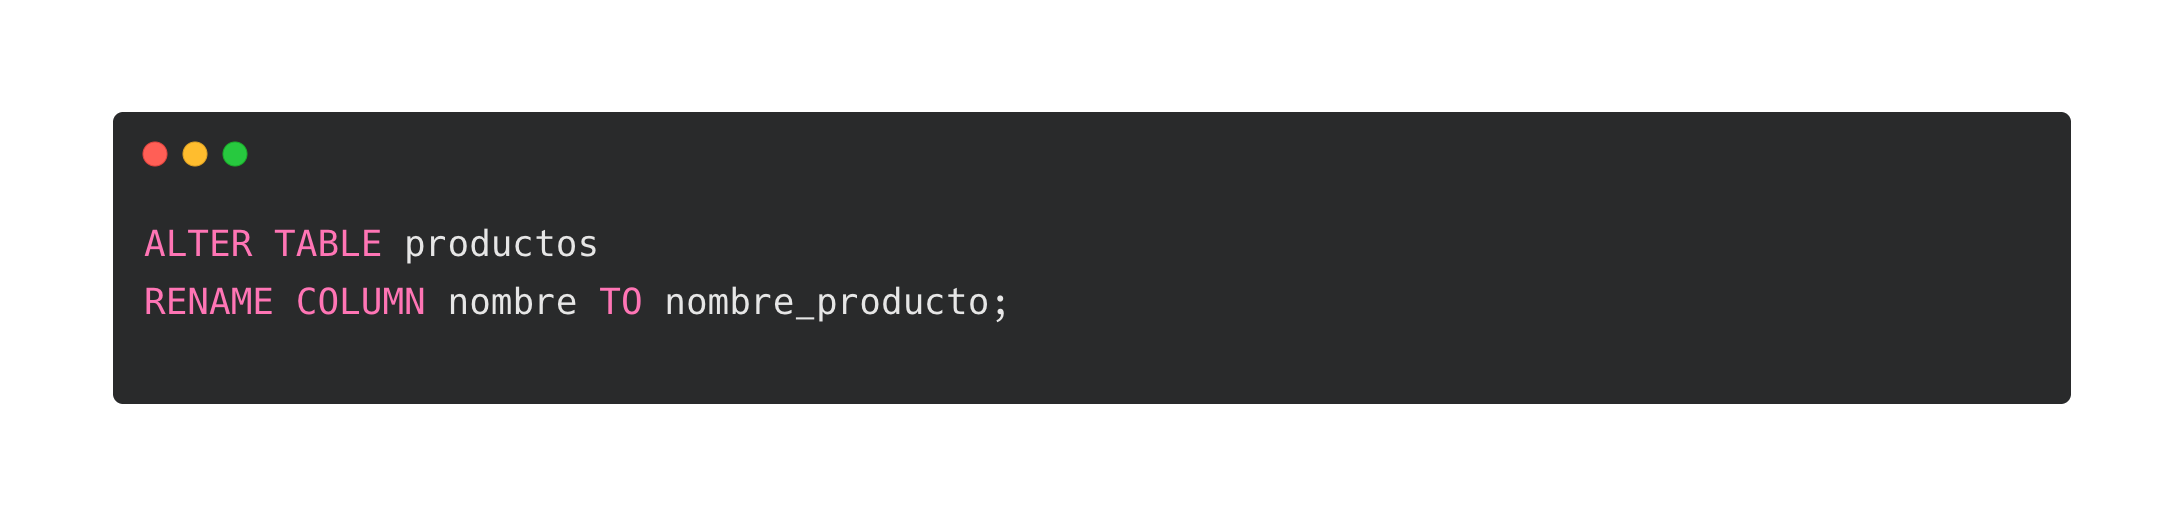 ALTER TABLE productos
RENAME COLUMN nombre TO nombre_producto;